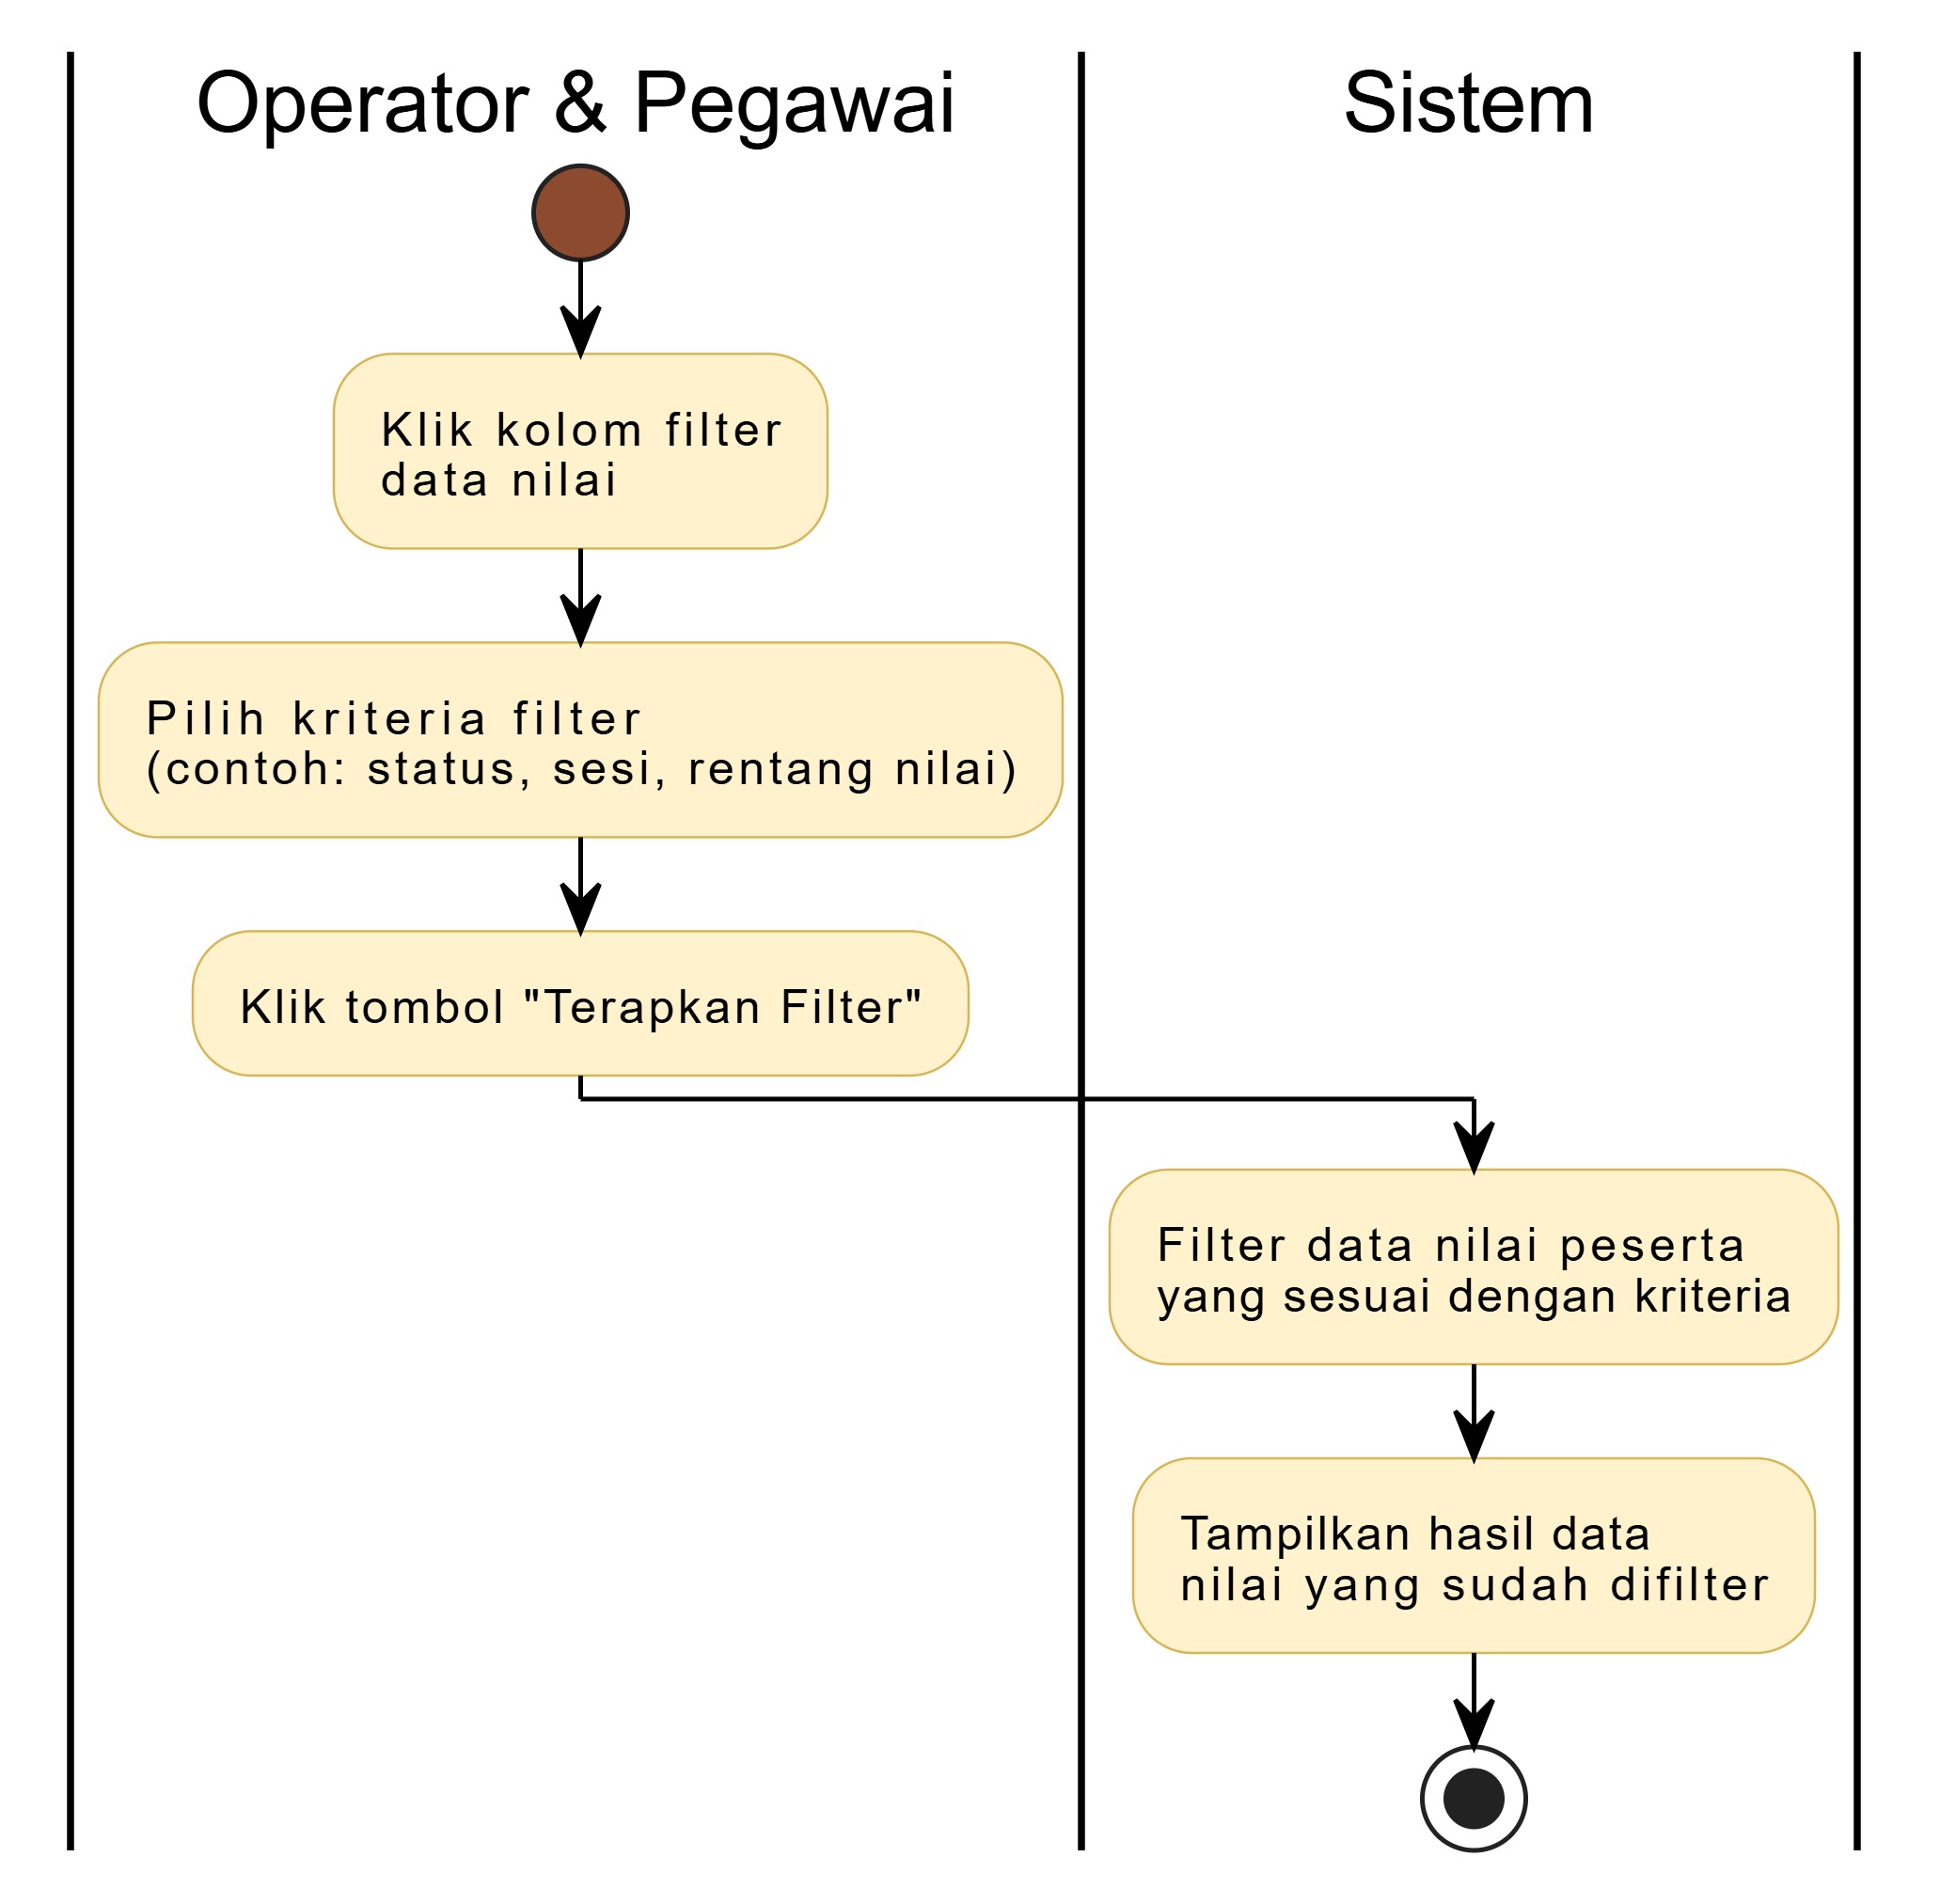 Operator & Pegawai
Sistem
Klik kolom filter
data nilai
Pilih kriteria filter
(contoh: status, sesi, rentang nilai)
Klik tombol "Terapkan Filter"
Filter data nilai peserta
yang sesuai dengan kriteria
Tampilkan hasil data
nilai yang sudah difilter